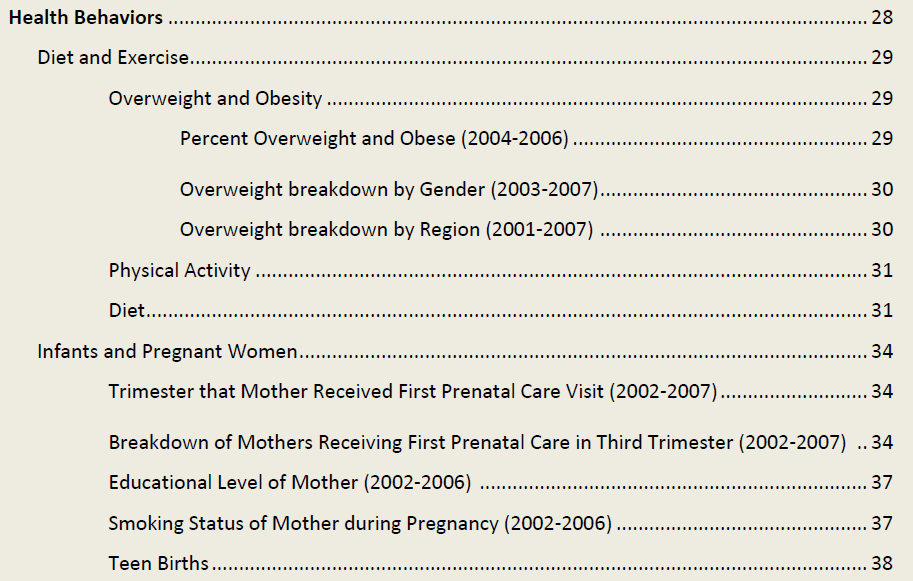 Health Behaviors ........ 28
Diet and Exercise........ 29
Overweight and Obesity ........ 29
Percent Overweight and Obese (2004-2006) ........ 29
Overweight breakdown by Gender (2003-2007)........ 30
Overweight breakdown by Region (2001-2007) ........ 30
Physical Activity ........ 31
Diet........ 31
Infants and Pregnant Women........ 34
Trimester that Mother Received First Prenatal Care Visit (2002-2007) ........ 34
Breakdown of Mothers Receiving First Prenatal Care in Third Trimester (2002-2007) .. 34
Educational Level of Mother (2002-2006) ........ 37
Smoking Status of Mother during Pregnancy (2002-2006) ........ 37
Teen Births ........ 38